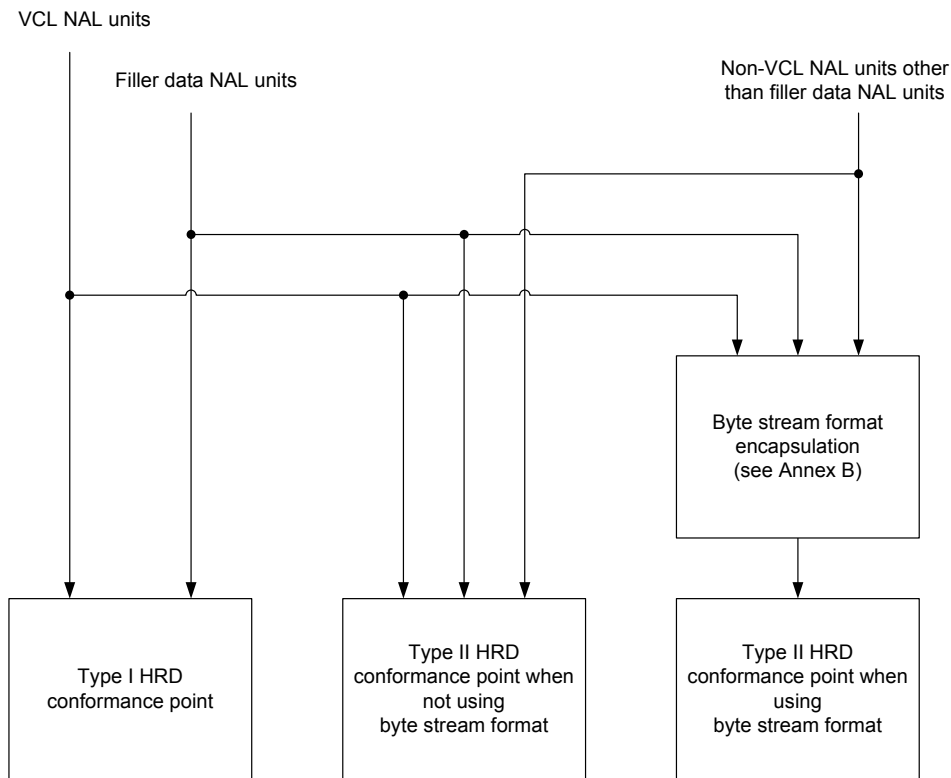 VCL NAL units
Filler data NAL units
Non-VCL NAL units other
than filler data NAL units
Byte stream format
encapsulation
(see Annex B)
Type I HRD
conformance point
Type II HRD
conformance point when
not using
byte stream format
Type II HRD
conformance point when
using
byte stream format